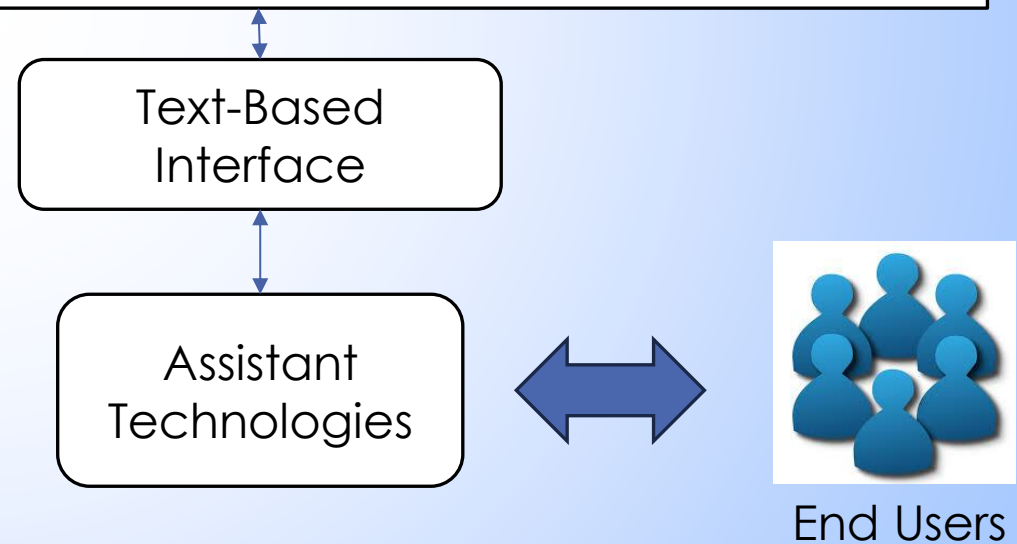 Text-Based
Interface
Assistant
Technologies
End Users